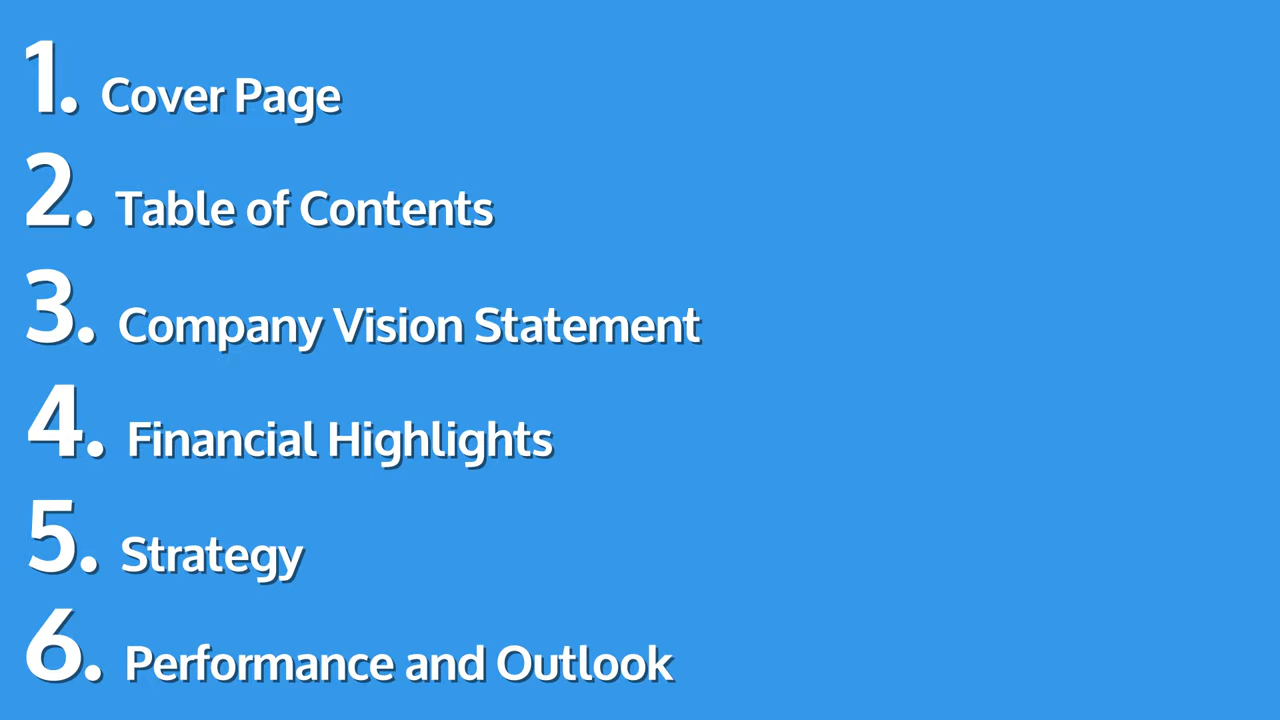 1. Cover Page
2. Table of Contents
3. Company Vision Statement
4. Financial Highlights
5. Strategy
6. Performance and Outlook